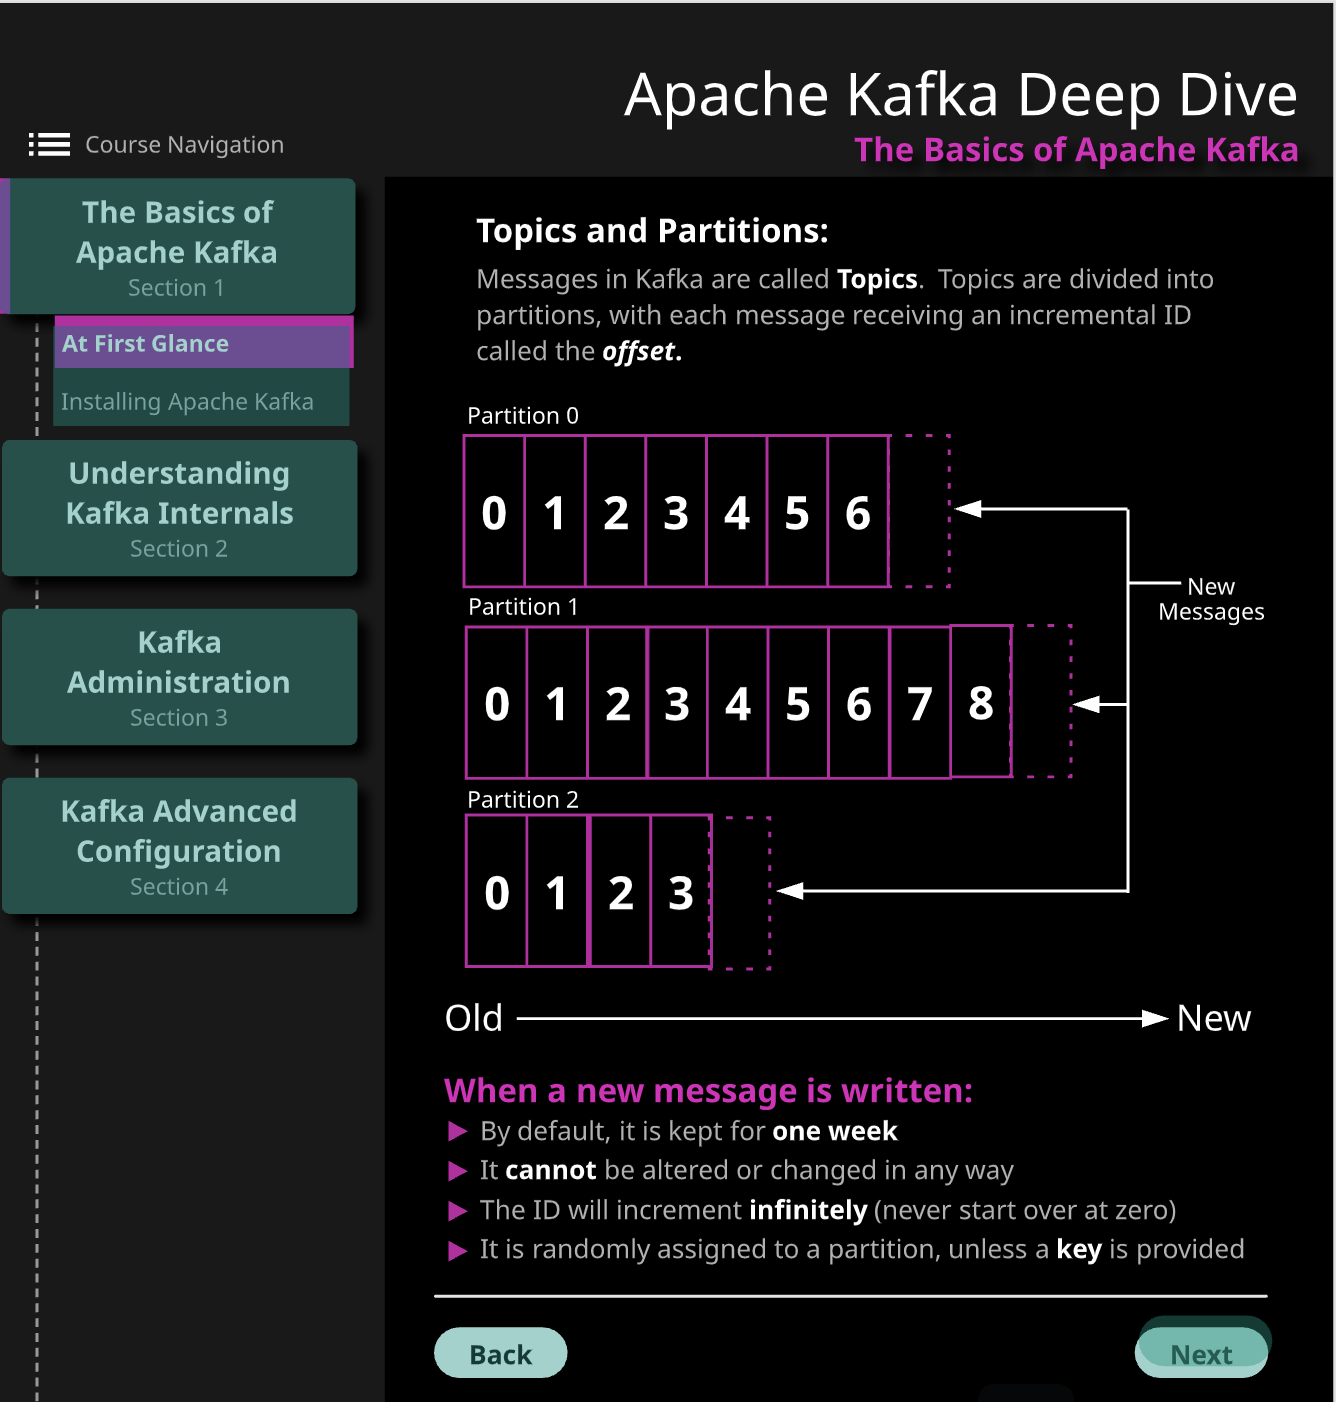 Apache Kafka Deep Dive
The Basics of Apache Kafka
Course Navigation
The Basics of
Apache Kafka
Section 1
At First Glance
Installing Apache Kafka
Understanding
Kafka Internals
Section 2
Kafka
Administration
Section 3
Kafka Advanced
Configuration
Section 4
Topics and Partitions:
Messages in Kafka are called Topics.  Topics are divided into
partitions, with each message receiving an incremental ID
called the offset.
Partition 0
0 1 2 3 4 5 6
New
Messages
Partition 1
0 1 2 3 4 5 6 7 8
Partition 2
0 1 2 3
Old New
When a new message is written:
By default, it is kept for one week
It cannot be altered or changed in any way
The ID will increment infinitely (never start over at zero)
It is randomly assigned to a partition, unless a key is provided
Back Next